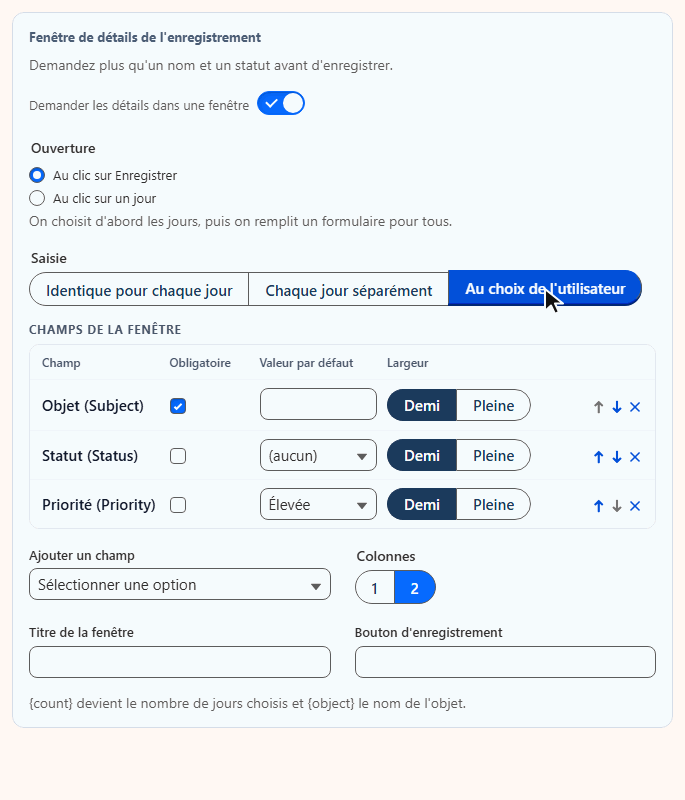 Fenêtre de détails de l'enregistrement
Demandez plus qu'un nom et un statut avant d'enregistrer.
Demander les détails dans une fenêtre
Ouverture
Au clic sur Enregistrer
Au clic sur un jour
On choisit d'abord les jours, puis on remplit un formulaire pour tous.
Saisie
Identique pour chaque jour Chaque jour séparément Au choix de l'utilisateur
CHAMPS DE LA FENÊTRE
Champ Obligatoire Valeur par défaut Largeur
Objet (Subject) Demi Pleine
Statut (Status) (aucun) Demi Pleine
Priorité (Priority) Élevée Demi Pleine
Ajouter un champ Colonnes
Sélectionner une option 1 2
Titre de la fenêtre Bouton d'enregistrement
{count} devient le nombre de jours choisis et {object} le nom de l'objet.